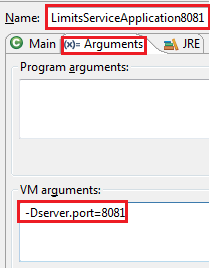 Name: LimitsServiceApplication8081
Main (x)= Arguments JRE
Program arguments:
VM arguments:
-Dserver.port=8081